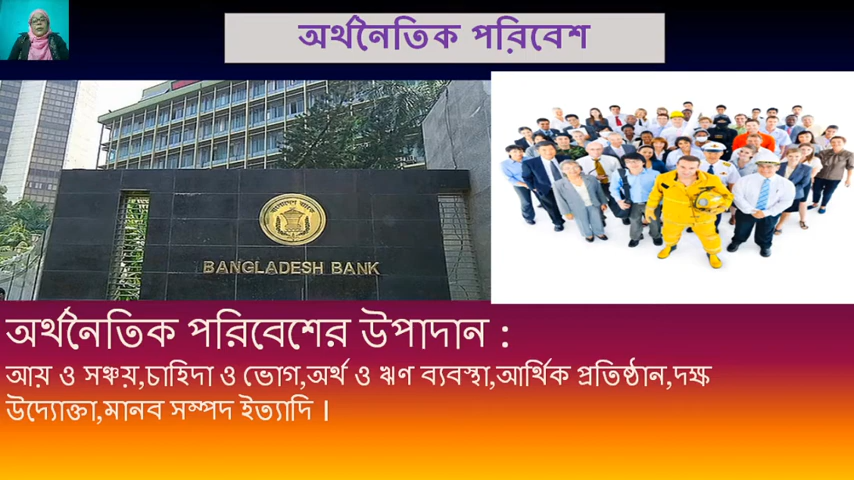 অর্থনৈতিক পরিবেশ
BANGLADESH BANK
অর্থনৈতিক পরিবেশের উপাদান :
আয় ও সঞ্চয়,চাহিদা ও ভোগ,অর্থ ও ঋণ ব্যবস্থা,আর্থিক প্রতিষ্ঠান,দক্ষ
উদ্যোক্তা,মানব সম্পদ ইত্যাদি ।